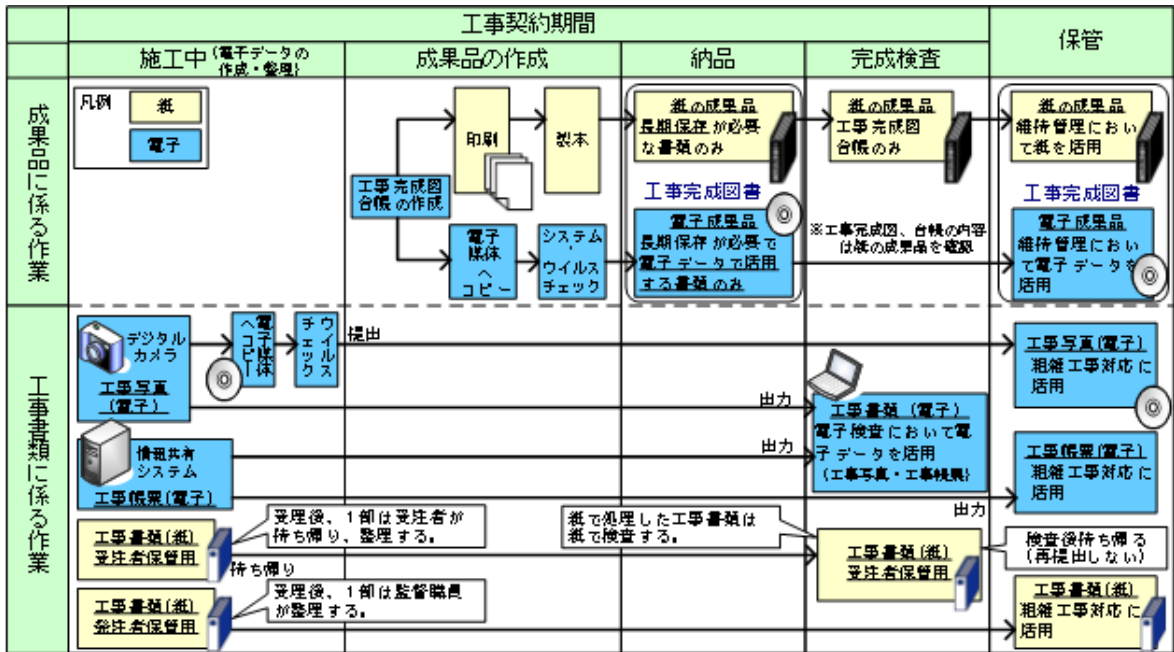 工事契約期間
保管
施工中(電子データの
作成・整理)
成果品の作成
納品
完成検査
成果品に係る作業
凡例
紙
電子
工事完成図
台帳の作成
印刷
製本
電子
媒体
へ
コピー
システム
・
ウイルス
チェック
紙の成果品
長期保存が必要
な書類のみ
工事完成図書
電子成果品
長期保存が必要で
電子データで活用
する書類のみ
紙の成果品
工事完成図
台帳のみ
※工事完成図、台帳の内容
は紙の成果品を確認
紙の成果品
維持管理におい
て紙を活用
工事完成図書
電子成果品
維持管理におい
て電子データを
活用
工事書類に係る作業
デジタル
カメラ
工事写真
(電子)
電子媒体
へコピー
ウイルス
チェック
提出
工事写真(電子)
粗雑工事対応に
活用
出力
工事書類(電子)
電子検査において電
子データを活用
(工事写真・工事帳票)
情報共有
システム
工事帳票(電子)
出力
出力
工事帳票(電子)
粗雑工事対応に
活用
工事書類(紙)
受注者保管用
受理後、1部は受注者が
持ち帰り、整理する。
持ち帰り
紙で処理した工事書類は
紙で検査する。
工事書類(紙)
受注者保管用
検査後持ち帰る
(再提出しない)
工事書類(紙)
発注者保管用
受理後、1部は監督職員
が整理する。
工事書類(紙)
粗雑工事対応に
活用